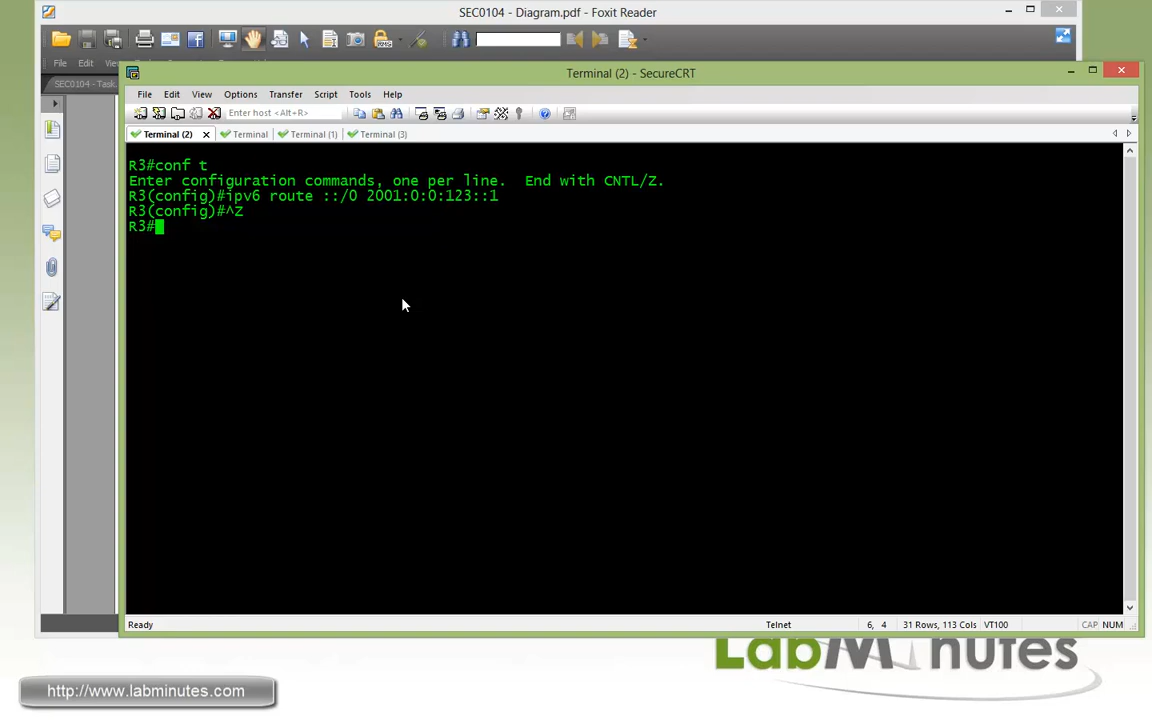 SEC0104 - Diagram.pdf - Foxit Reader
File Edit
SEC0104 - Task
Terminal (2) - SecureCRT
File Edit View Options Transfer Script Tools Help
Enter host <Alt+R>
Terminal (2) Terminal Terminal (1) Terminal (3)
R3#conf t
Enter configuration commands, one per line. End with CNTL/Z.
R3(config)#ipv6 route ::/0 2001:0:0:123::1
R3(config)#^Z
R3#
Ready Telnet 6, 4 31 Rows, 113 Cols VT100 CAP NUM
LabMinutes
http://www.labminutes.com